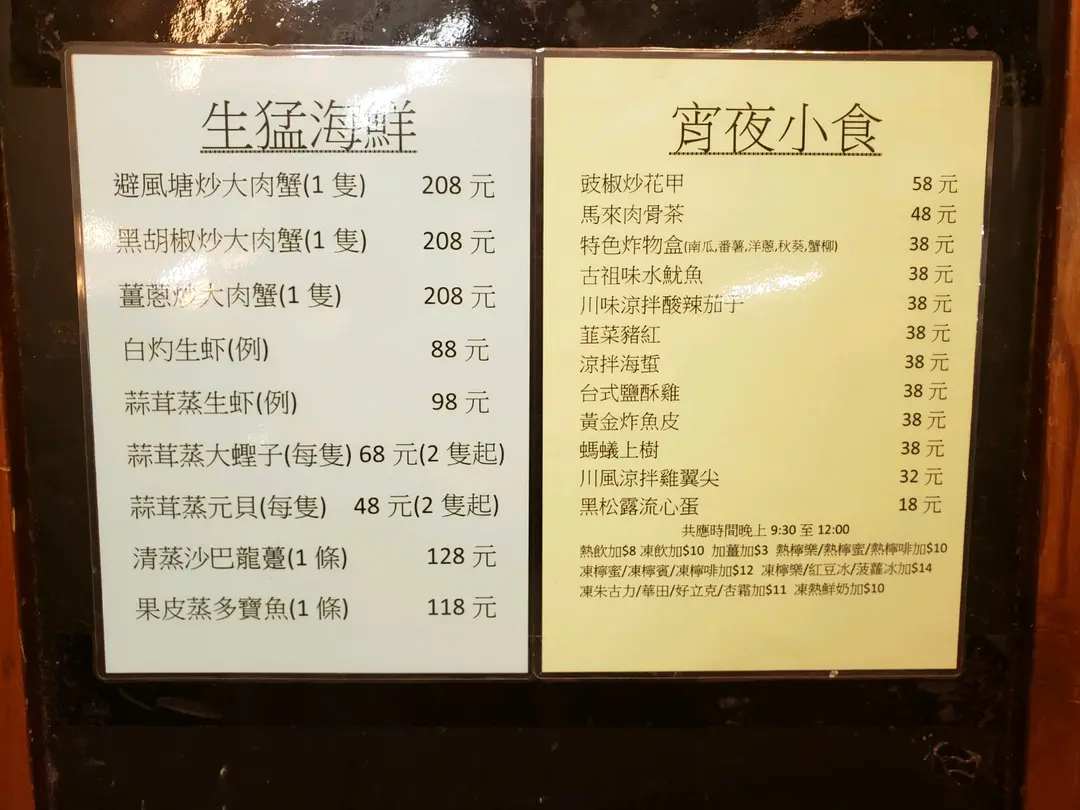 生猛海鮮
避風塘炒大肉蟹(1 隻) 208 元
黑胡椒炒大肉蟹(1 隻) 208 元
薑蔥炒大肉蟹(1 隻) 208 元
白灼生虾(例) 88 元
蒜茸蒸生虾(例) 98 元
蒜茸蒸大蟶子(每隻) 68 元(2 隻起)
蒜茸蒸元貝(每隻) 48 元(2 隻起)
清蒸沙巴龍躉(1 條) 128 元
果皮蒸多寶魚(1 條) 118 元
宵夜小食
豉椒炒花甲 58 元
馬來肉骨茶 48 元
特色炸物盒(南瓜,番薯,洋蔥,秋葵,蟹柳) 38 元
古祖味水魷魚 38 元
川味涼拌酸辣茄子 38 元
韮菜豬紅 38 元
涼拌海蜇 38 元
台式鹽酥雞 38 元
黃金炸魚皮 38 元
螞蟻上樹 38 元
川風涼拌雞翼尖 32 元
黑松露流心蛋 18 元
共應時間晚上 9:30 至 12:00
熱飲加$8 凍飲加$10 加薑加$3 熱檸樂/熱檸蜜/熱檸啡加$10
凍檸蜜/凍檸賓/凍檸啡加$12 凍檸樂/紅豆冰/菠蘿冰加$14
凍朱古力/華田/好立克/杏霜加$11 凍熱鮮奶加$10